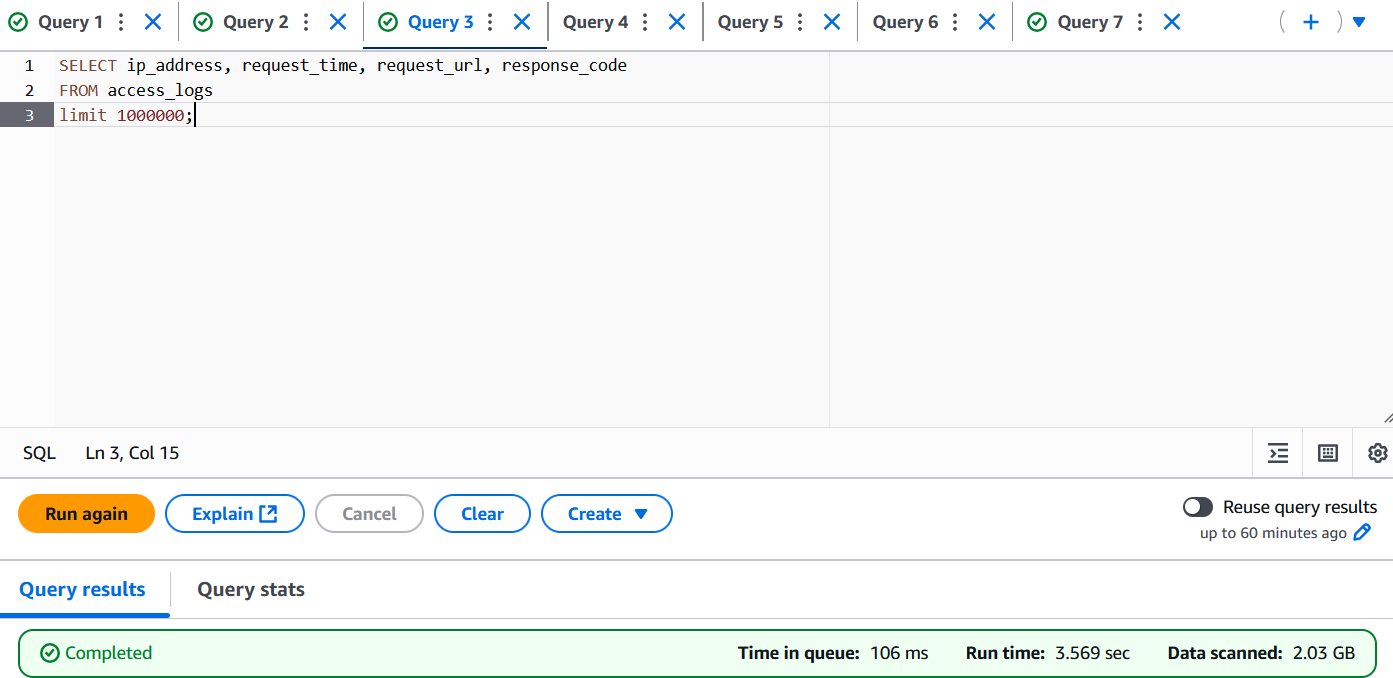 Query 1 Query 2 Query 3 Query 4 Query 5 Query 6 Query 7
1 SELECT ip_address, request_time, request_url, response_code
2 FROM access_logs
3 limit 1000000;
SQL Ln 3, Col 15
Run again Explain Cancel Clear Create Reuse query results
up to 60 minutes ago
Query results Query stats
Completed Time in queue: 106 ms Run time: 3.569 sec Data scanned: 2.03 GB